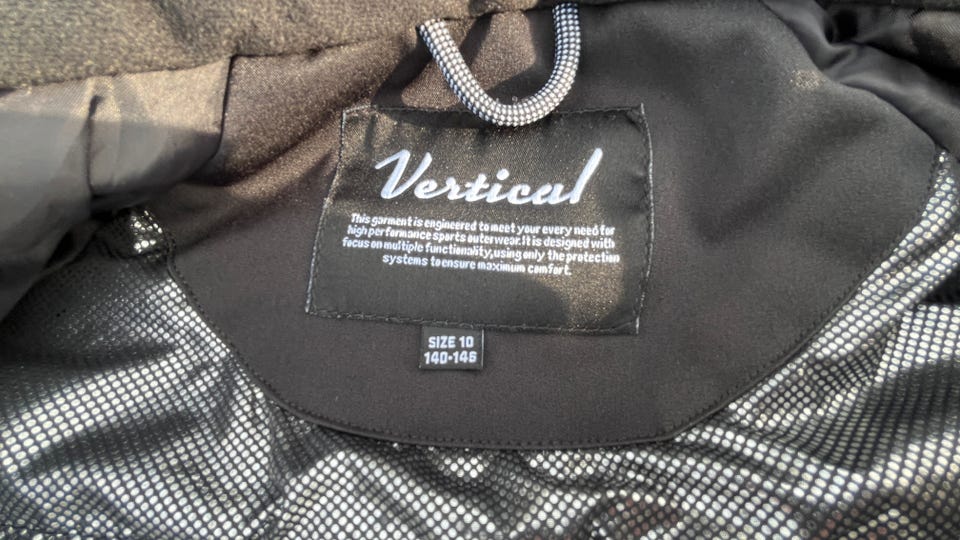 Vertical
This garment is engineered to meet your every need for
high performance sports outerwear.It is designed with
focus on multiple functionality,using only the protection
systems to ensure maximum comfort.
SIZE 10
140-146